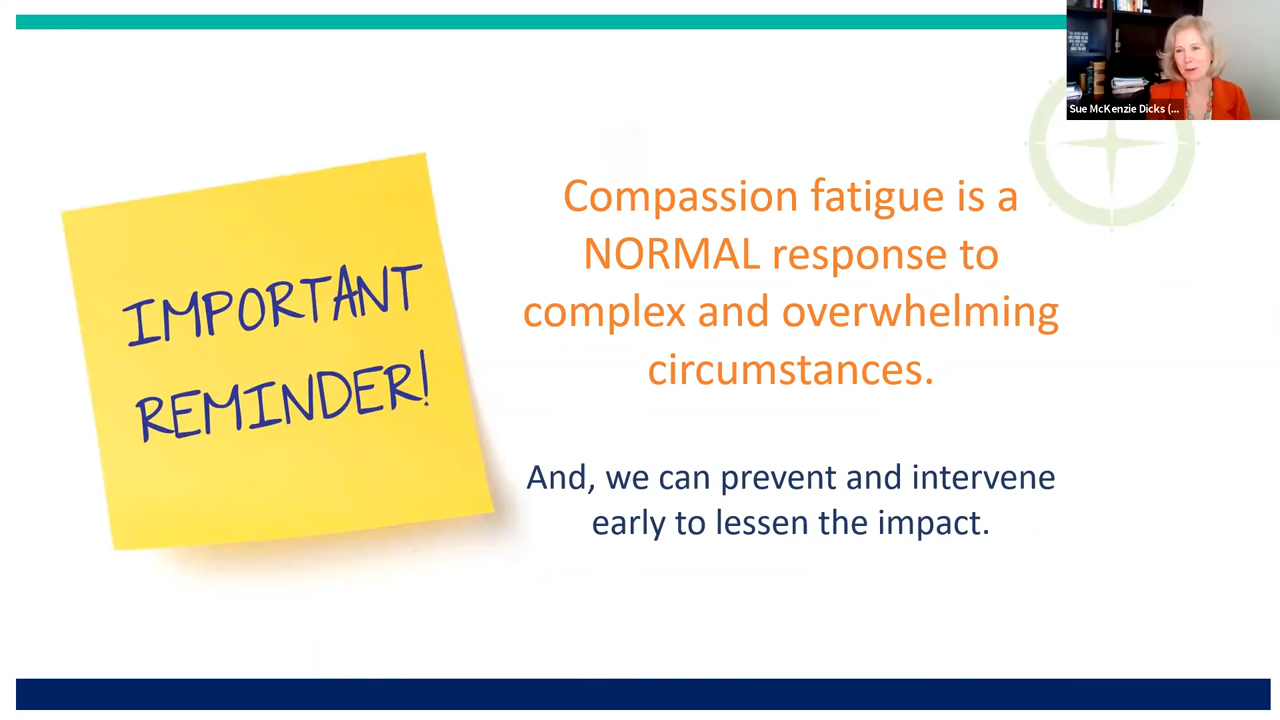 Sue McKenzie Dicks (...
IMPORTANT
REMINDER!
Compassion fatigue is a
NORMAL response to
complex and overwhelming
circumstances.
And, we can prevent and intervene
early to lessen the impact.